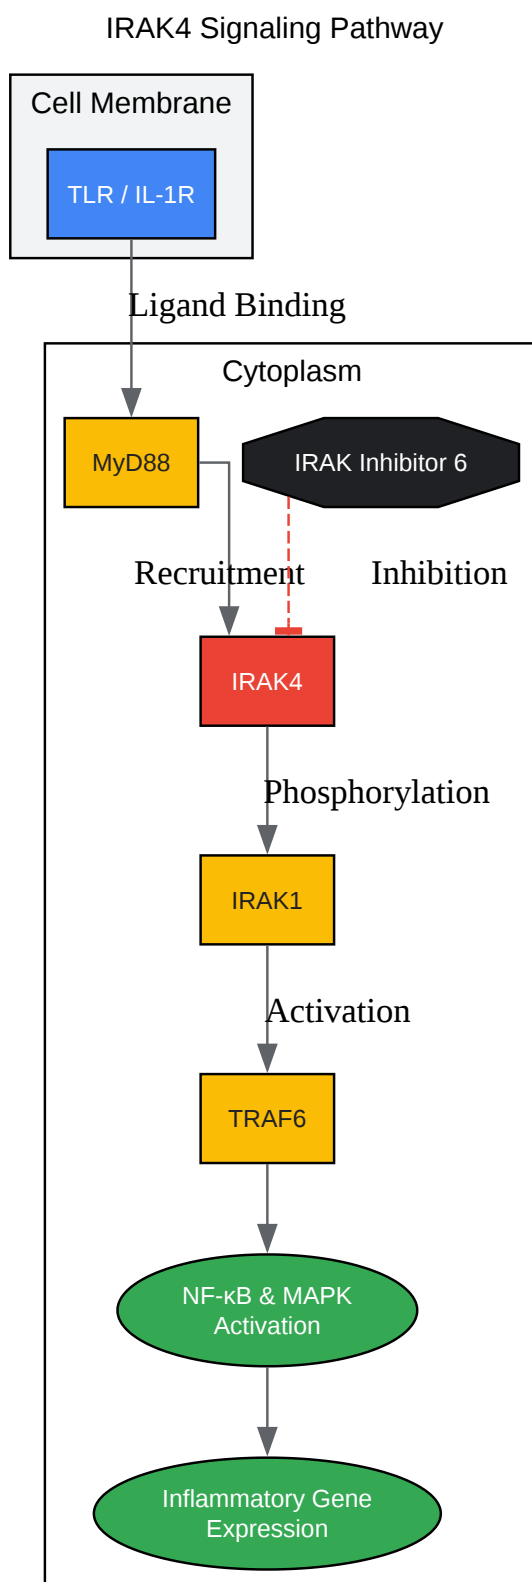 IRAK4 Signaling Pathway
Cell Membrane
TLR / IL-1R
Ligand Binding
Cytoplasm
MyD88
IRAK Inhibitor 6
Recruitment
Inhibition
IRAK4
Phosphorylation
IRAK1
Activation
TRAF6
NF-κB & MAPK
Activation
Inflammatory Gene
Expression